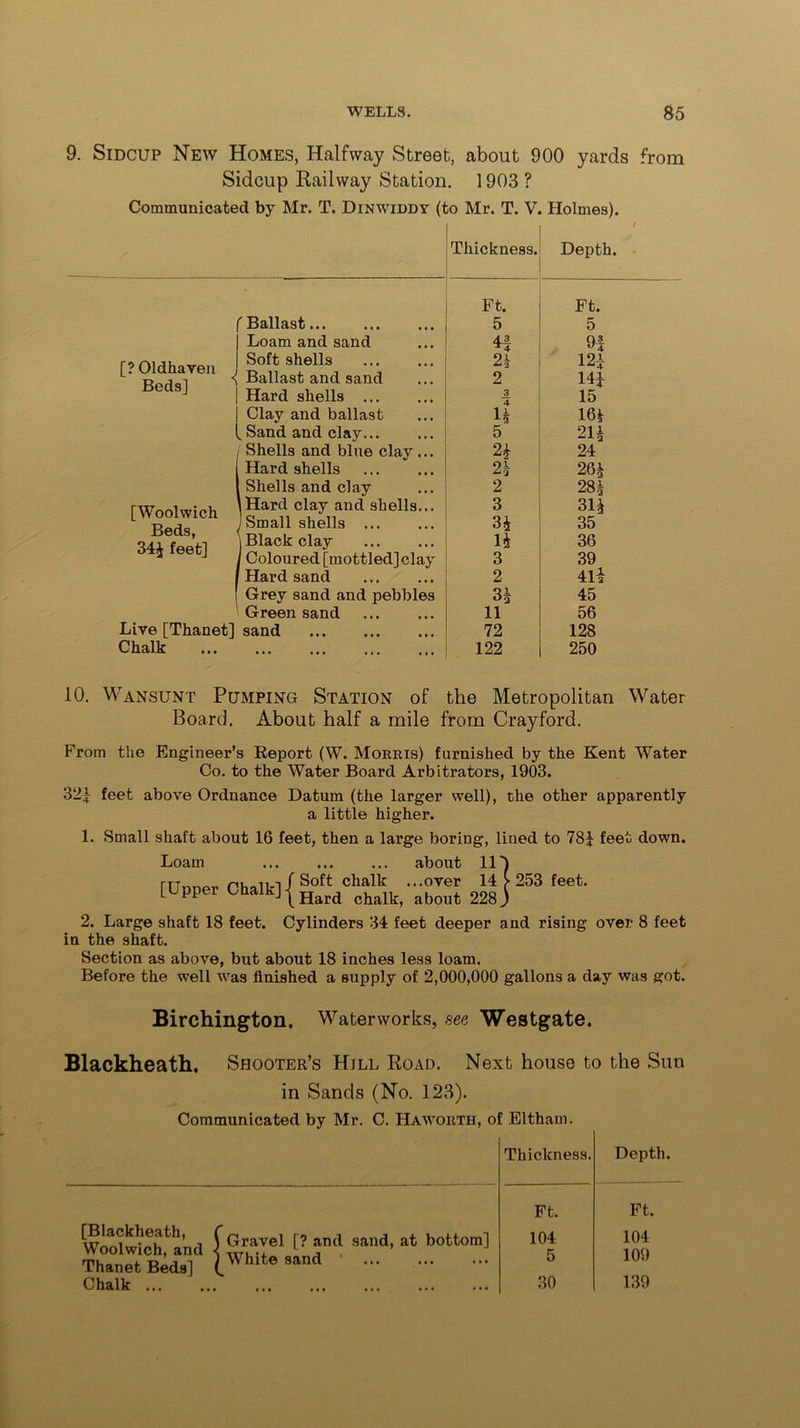 WELLS. 85
9. SIDCUP NEW HOMES, Halfway Street, about 900 yards from
Sidcup Railway Station. 1903 ?
Communicated by Mr. T. DINWIDDY (to Mr. T. V. Holmes).
Thickness. Depth.
Ft. Ft.
[? Oldhaven
Beds]
Ballast... ... ... 5 5
Loam and sand ... 4¾ 9¾
Soft shells ... ... 2½ 12¼
Ballast and sand ... 2 14¼
Hard shells ... ... ¾ 15
Clay and ballast ... 1½ 16½
Sand and clay... ... 5 21½
[Woolwich
Beds,
34½ feet]
Shells and blue clay ... 2½ 24
Hard shells ... ... 2½ 26½
Shells and clay ... 2 28½
Hard clay and shells... 3 31½
Small shells ... ... 3½ 35
Black clay ... ... 1½ 36
Coloured [mottled] clay 3 39
Hard sand ... ... 2 41½
Grey sand and pebbles 3½ 45
Green sand ... ... 11 56
Live [Thanet] sand ... ... ... 72 128
Chalk ... ... ... ... ... 122 250
10. WANSUNT PUMPING STATION of the Metropolitan Water
Board. About half a mile from Crayford.
From the Engineer's Report (W. MORRIS) furnished by the Kent Water
Co. to the Water Board Arbitrators, 1903.
32¼ feet above Ordnance Datum (the larger well), the other apparently
a little higher.
1. Small shaft about 16 feet, then a large boring, lined to 78¼ feet down.
Loam ... ... ... about 11
[Upper Chalk] { Soft chalk ...over 14 } 253 feet.
Hard chalk, about 228
2. Large shaft 18 feet. Cylinders 34 feet deeper and rising over 8 feet
in the shaft.
Section as above, but about 18 inches less loam.
Before the well was finished a supply of 2,000,000 gallons a day was got.
Birchington. Waterworks, see Westgate.
Blackheath. SHOOTER'S HILL ROAD. Next house to the Sun
in Sands (No. 123).
Communicated by Mr. C. HAWORTH, of Eltham.
Thickness. Depth.
Ft. Ft.
[Blackheath,
Woolwich, and
Thanet Beds]
Gravel [? and sand, at bottom] 104 104
White sand ... ... ... 5 109
Chalk ... ... ... ... ... ... ... 30 139